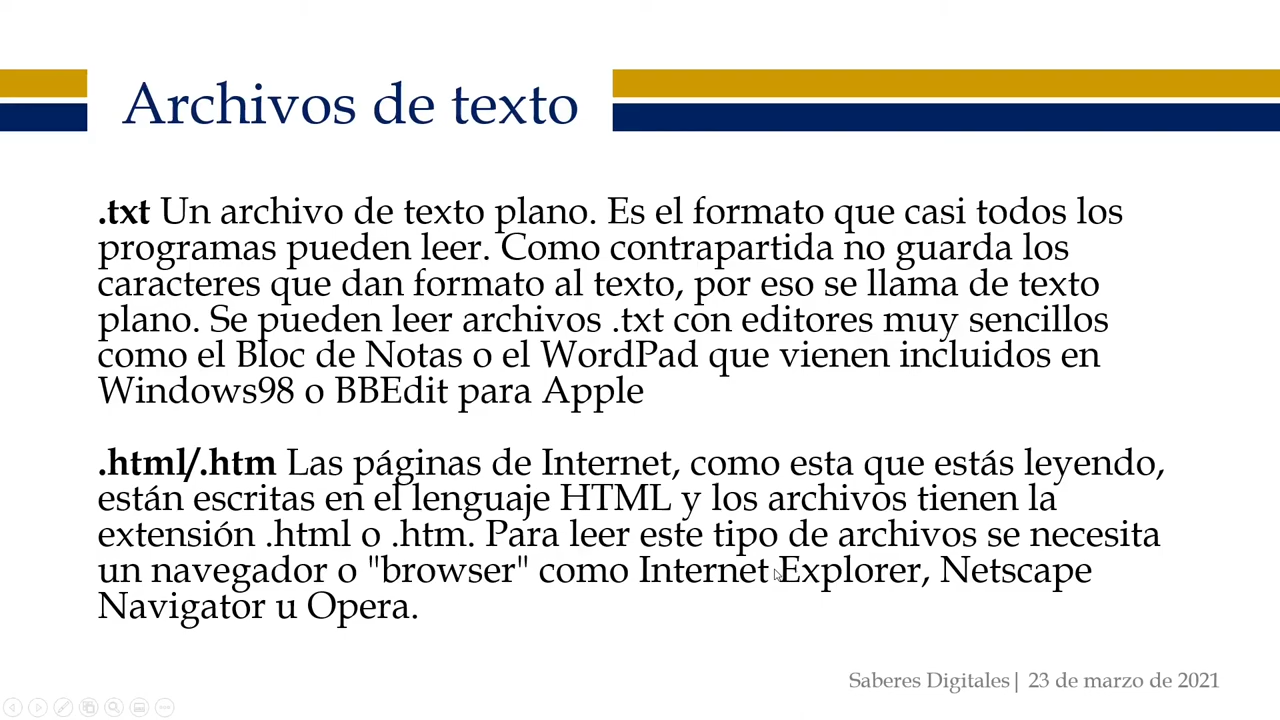 Archivos de texto
.txt Un archivo de texto plano. Es el formato que casi todos los
programas pueden leer. Como contrapartida no guarda los
caracteres que dan formato al texto, por eso se llama de texto
plano. Se pueden leer archivos .txt con editores muy sencillos
como el Bloc de Notas o el WordPad que vienen incluidos en
Windows98 o BBEdit para Apple
.html/.htm Las páginas de Internet, como esta que estás leyendo,
están escritas en el lenguaje HTML y los archivos tienen la
extensión .html o .htm. Para leer este tipo de archivos se necesita
un navegador o "browser" como Internet Explorer, Netscape
Navigator u Opera.
Saberes Digitales| 23 de marzo de 2021